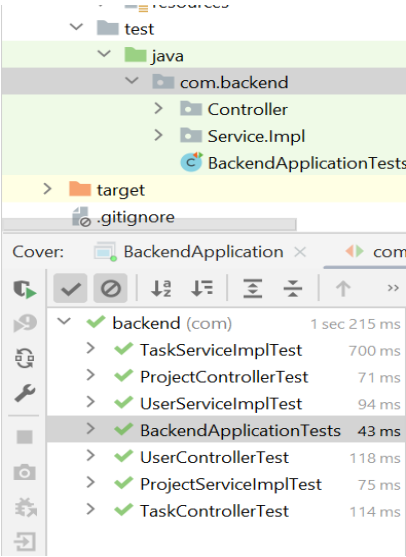 resources
test
java
com.backend
Controller
Service.Impl
BackendApplicationTests
target
.gitignore
Cover: BackendApplication × com
backend (com) 1 sec 215 ms
TaskServiceImplTest 700 ms
ProjectControllerTest 71 ms
UserServiceImplTest 94 ms
BackendApplicationTests 43 ms
UserControllerTest 118 ms
ProjectServiceImplTest 75 ms
TaskControllerTest 114 ms